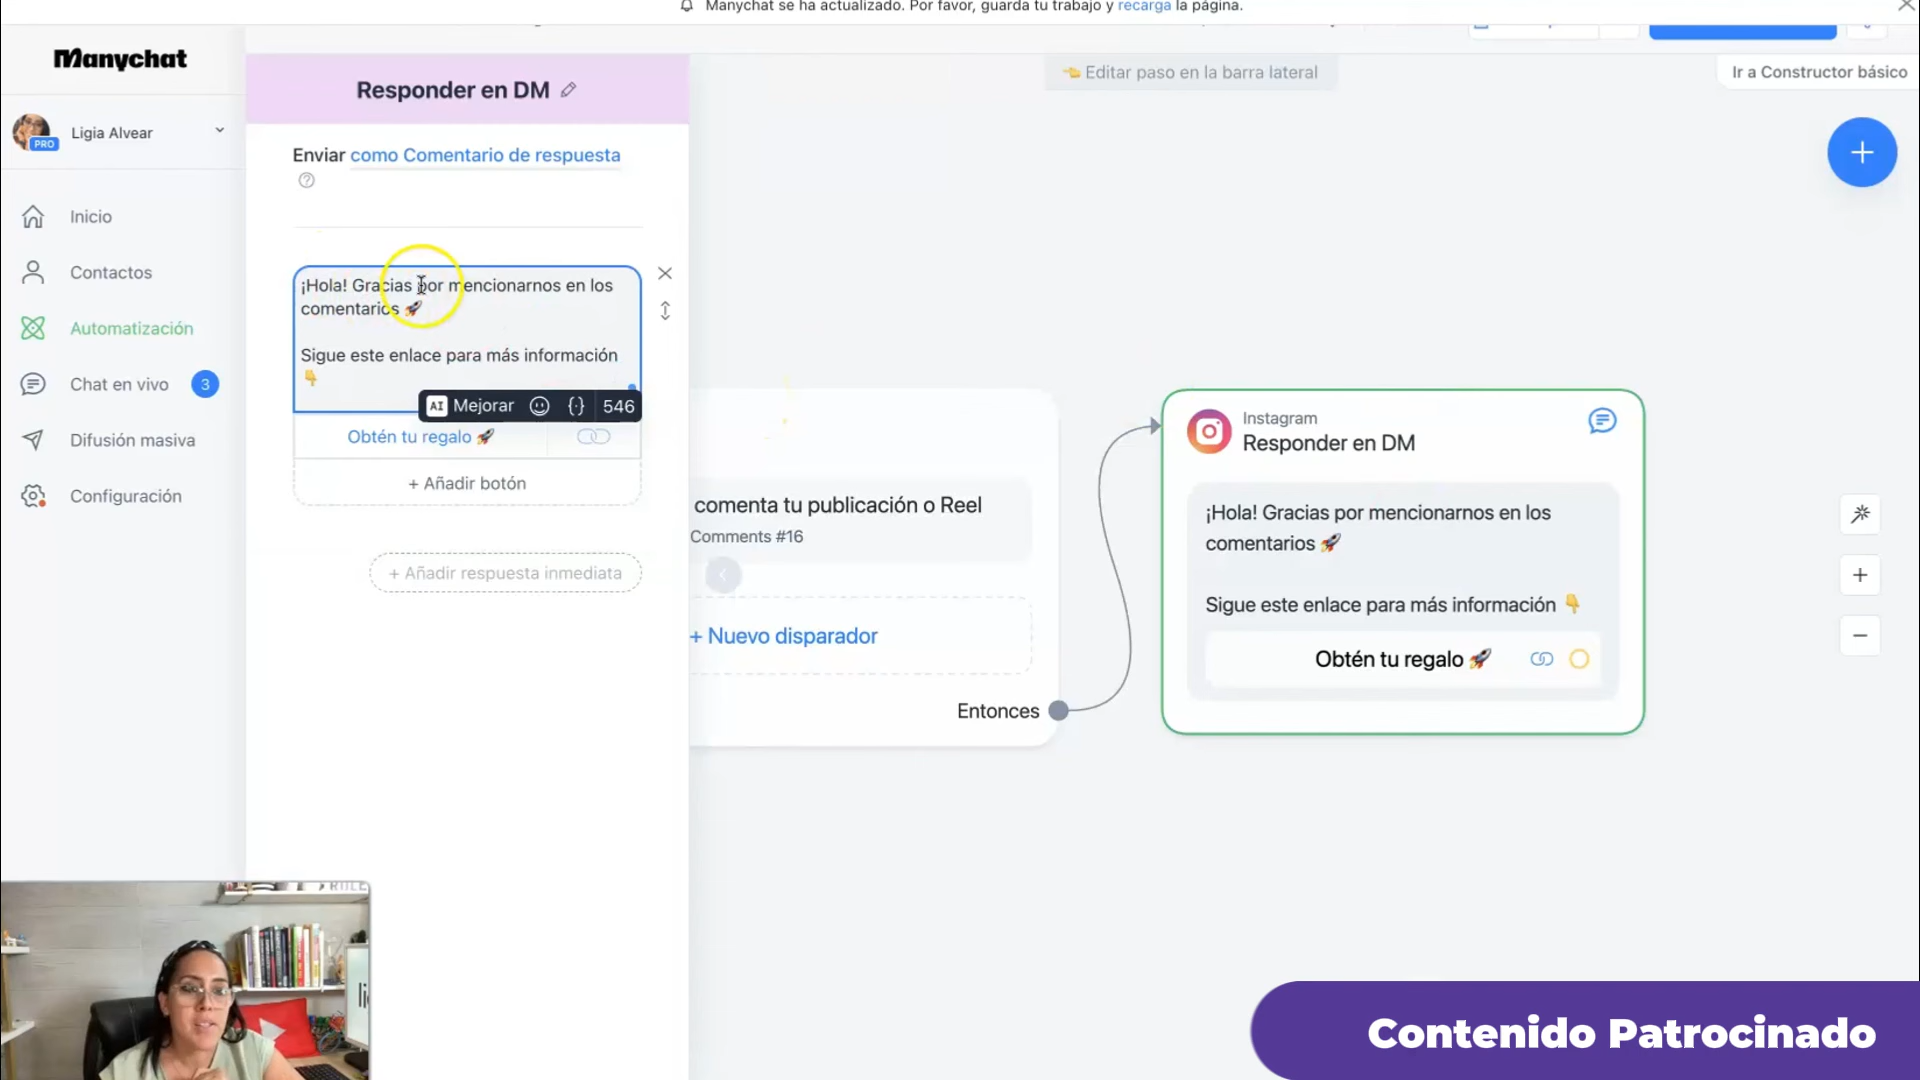 Manychat se ha actualizado. Por favor, guarda tu trabajo y recarga la página.
Manychat
PRO
Ligia Alvear
Inicio
Contactos
Automatización
Chat en vivo 3
Difusión masiva
Configuración
Responder en DM
Enviar como Comentario de respuesta
¡Hola! Gracias por mencionarnos en los
comentarios 🚀
Sigue este enlace para más información
👇
AI Mejorar 546
Obtén tu regalo 🚀
+ Añadir botón
+ Añadir respuesta inmediata
👈 Editar paso en la barra lateral
Ir a Constructor básico
comenta tu publicación o Reel
Comments #16
+ Nuevo disparador
Entonces
Instagram
Responder en DM
¡Hola! Gracias por mencionarnos en los
comentarios 🚀
Sigue este enlace para más información 👇
Obtén tu regalo 🚀
Contenido Patrocinado